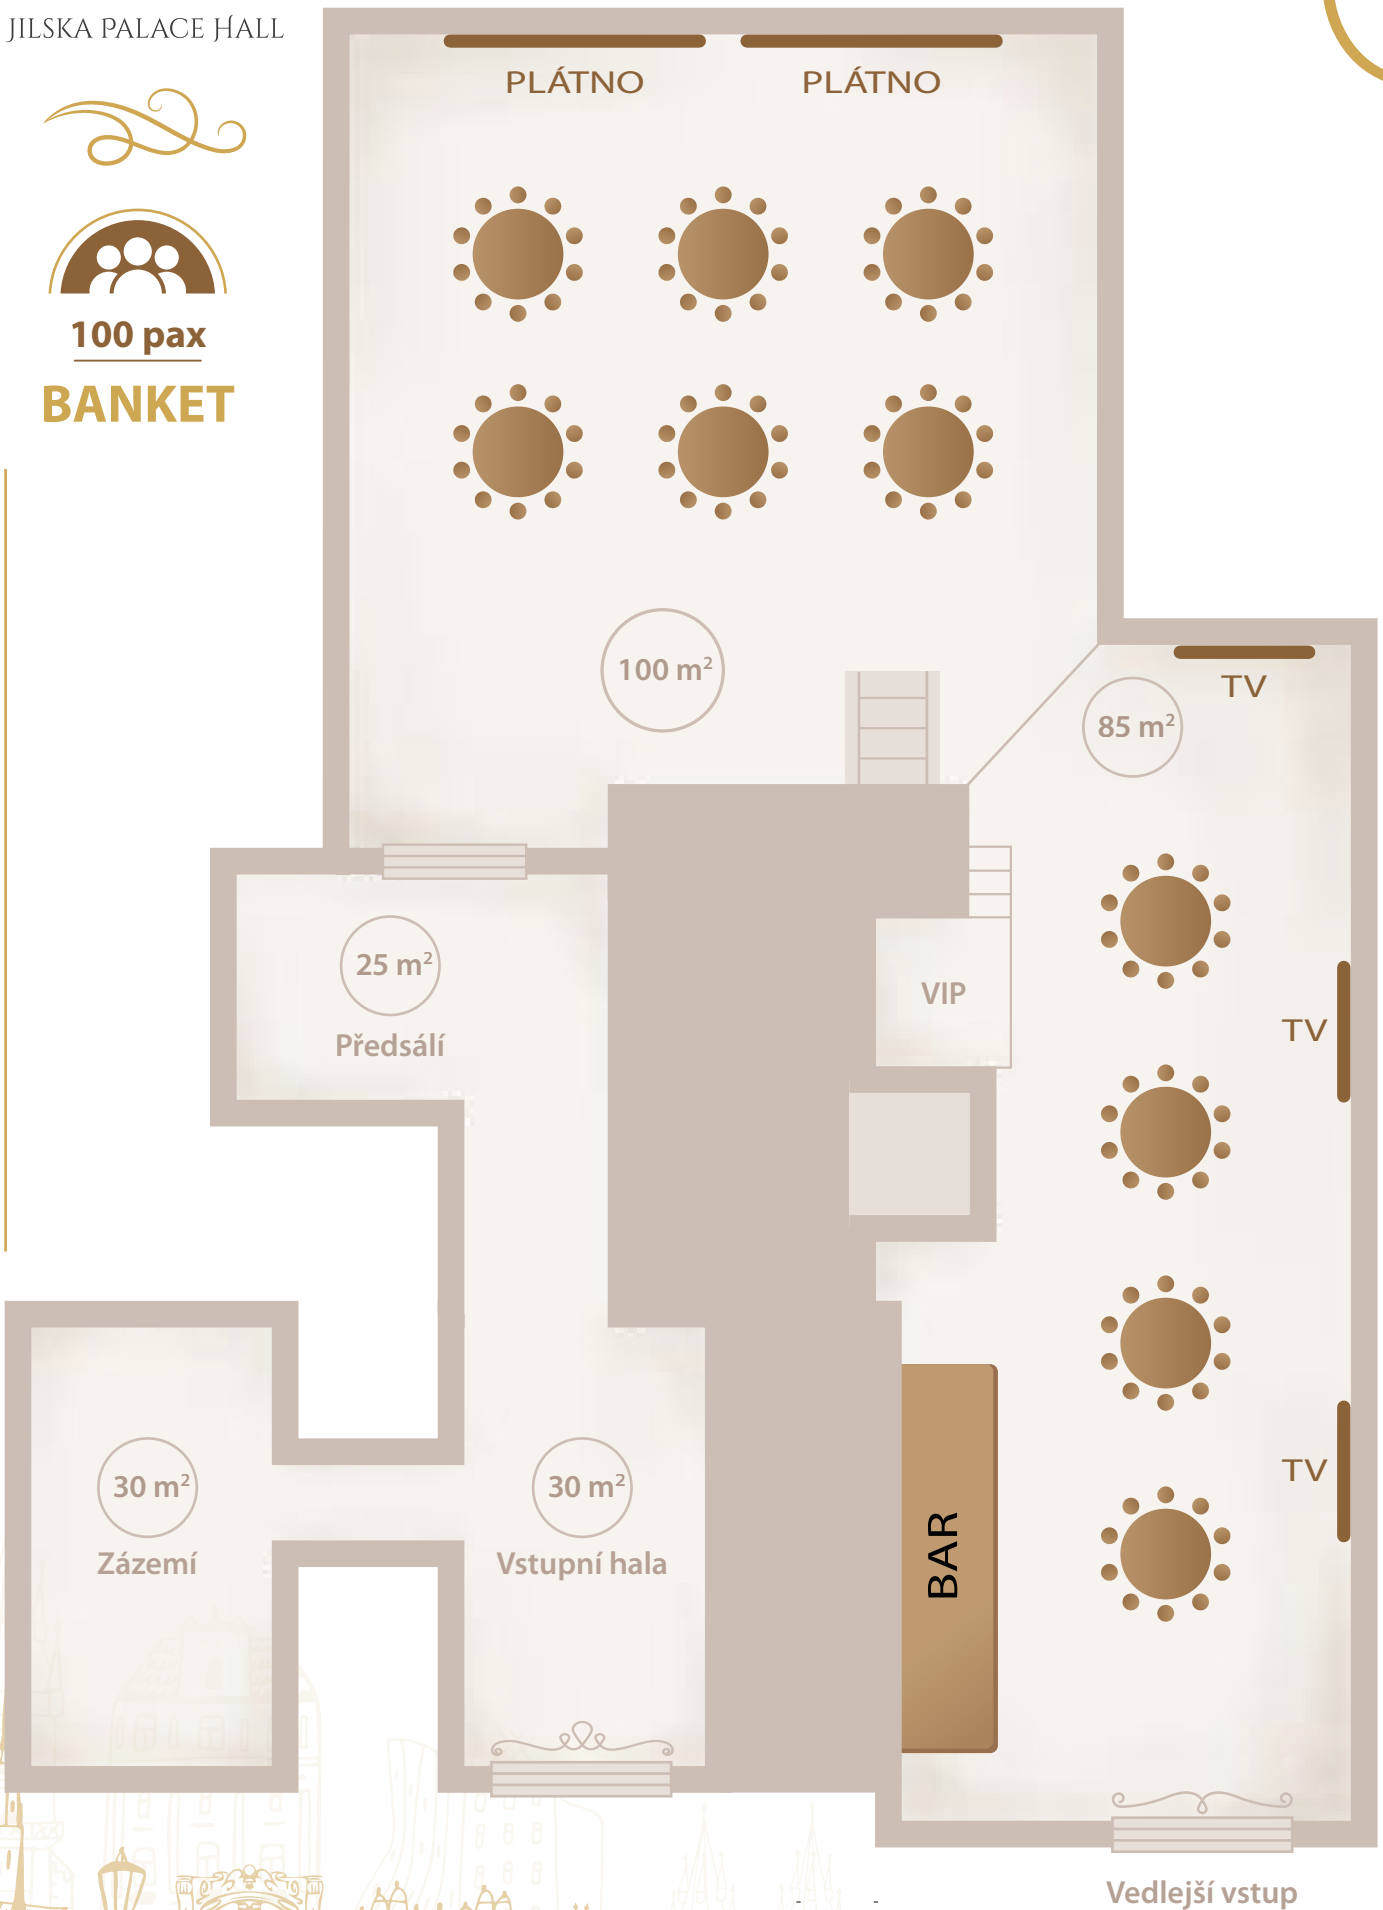 JILSKA PALACE HALL
100 pax
BANKET
PLÁTNO
PLÁTNO
100 m²
85 m²
TV
25 m²
Předsálí
VIP
TV
30 m²
Zázemí
30 m²
Vstupní hala
BAR
TV
Vedlejší vstup